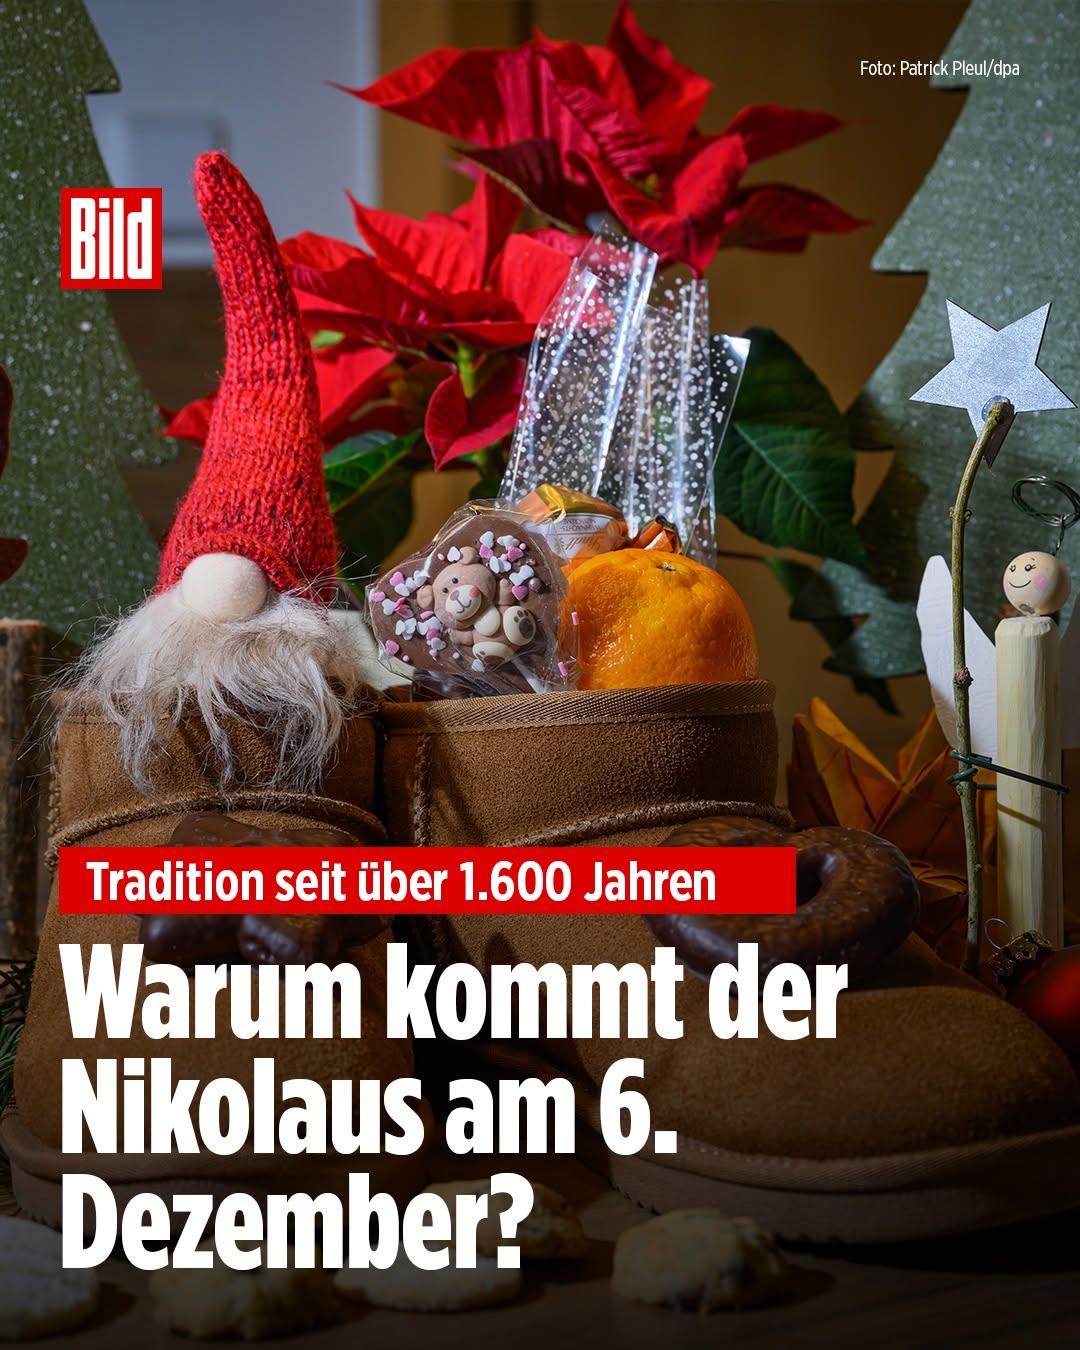 Foto: Patrick Pleul/dpa
Bild
Tradition seit über 1.600 Jahren
Warum kommt der
Nikolaus am 6.
Dezember?